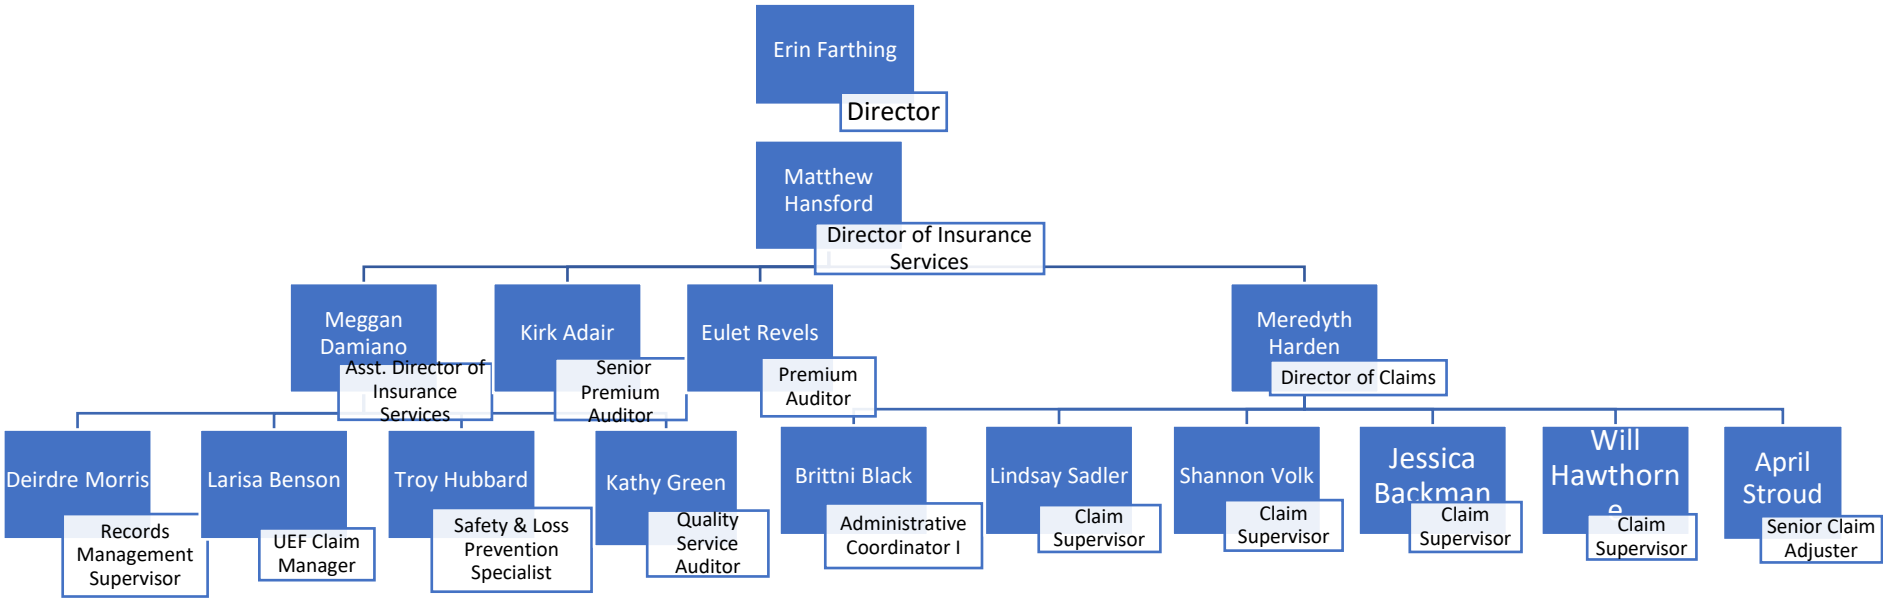 Erin Farthing
Director
Matthew
Hansford
Director of Insurance
Services
Meggan
Damiano
Asst. Director of
Insurance
Services
Kirk Adair
Senior
Premium
Auditor
Eulet Revels
Premium
Auditor
Meredyth
Harden
Director of Claims
Deirdre Morris
Records
Management
Supervisor
Larisa Benson
UEF Claim
Manager
Troy Hubbard
Safety & Loss
Prevention
Specialist
Kathy Green
Quality
Service
Auditor
Brittni Black
Administrative
Coordinator I
Lindsay Sadler
Claim
Supervisor
Shannon Volk
Claim
Supervisor
Jessica
Backman
Claim
Supervisor
Will
Hawthorn
e
Claim
Supervisor
April
Stroud
Senior Claim
Adjuster